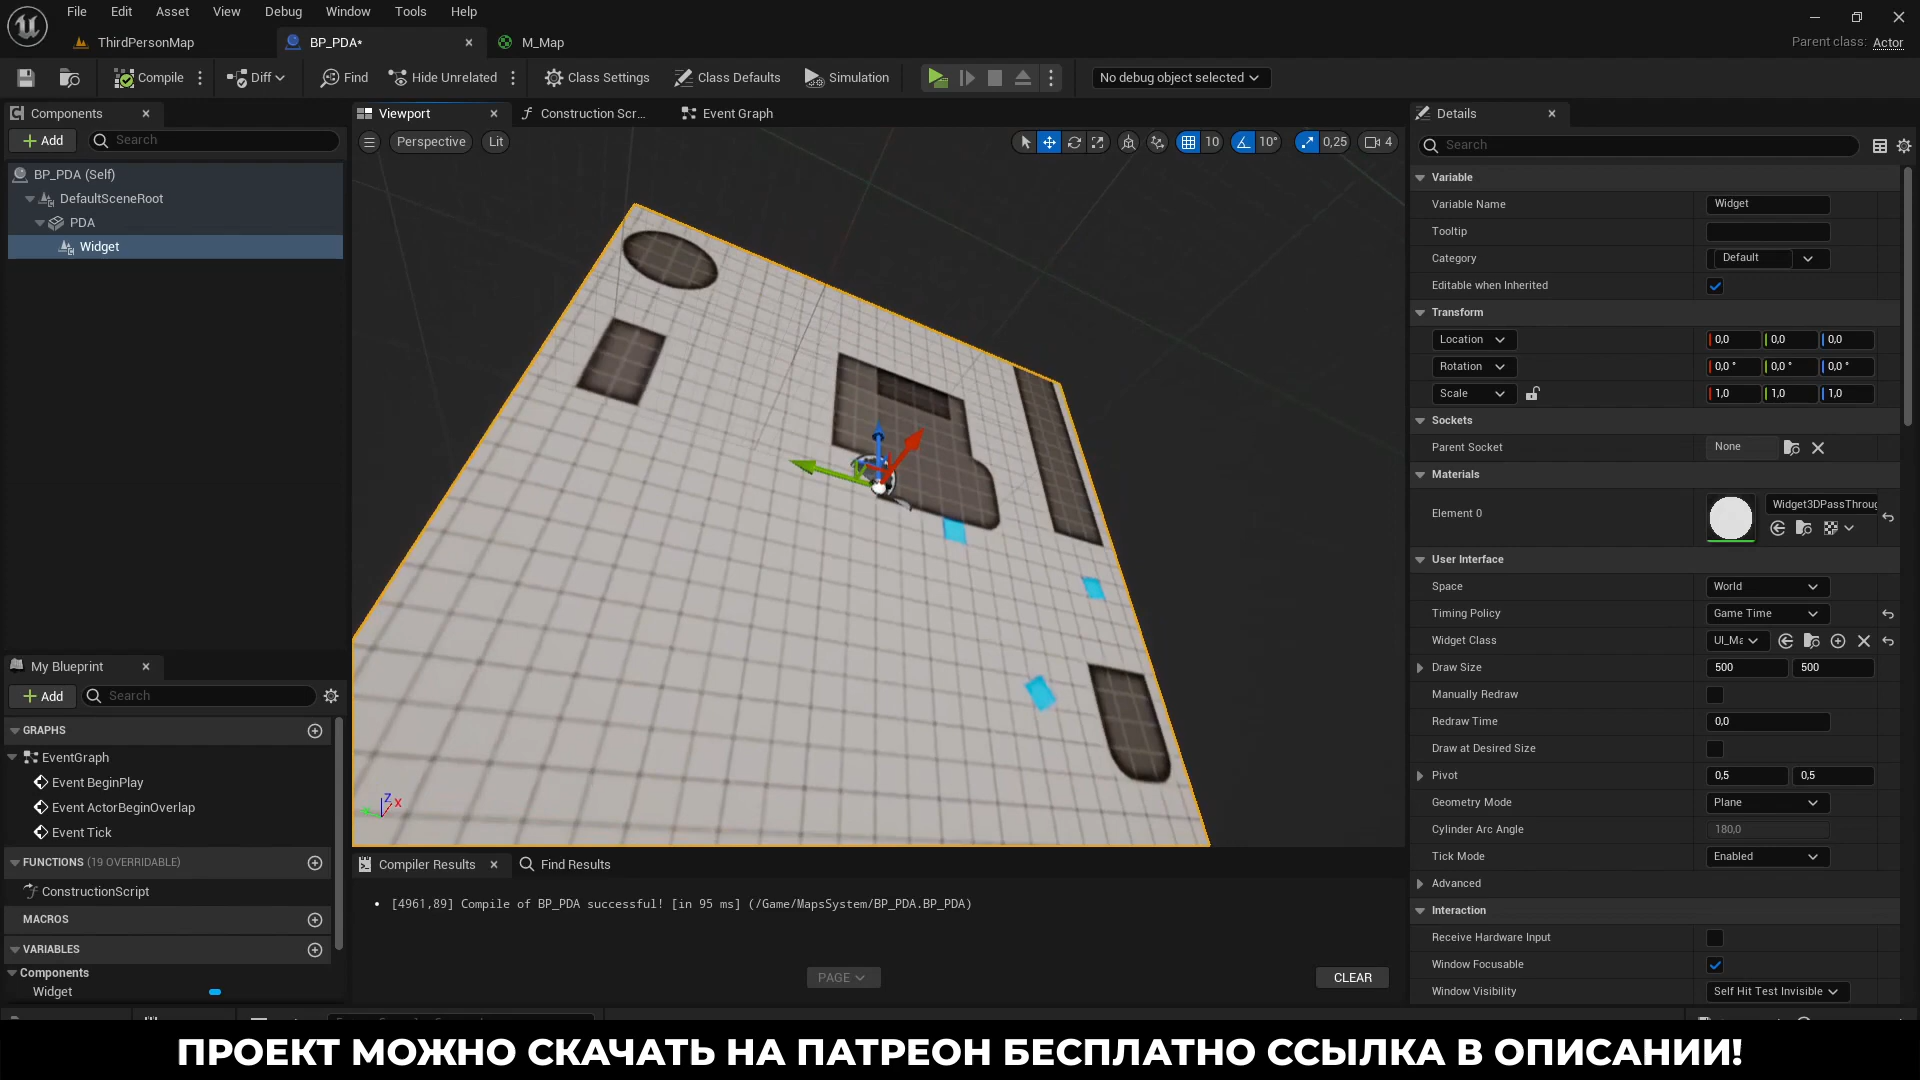 File Edit Asset View Debug Window Tools Help
ThirdPersonMap
BP_PDA*
M_Map
Parent class: Actor
Compile
Diff
Find
Hide Unrelated
Class Settings
Class Defaults
Simulation
No debug object selected
Components
Add
Search
BP_PDA (Self)
DefaultSceneRoot
PDA
Widget
My Blueprint
Add
Search
GRAPHS
EventGraph
Event BeginPlay
Event ActorBeginOverlap
Event Tick
FUNCTIONS (19 OVERRIDABLE)
ConstructionScript
MACROS
VARIABLES
Components
Widget
Viewport
Construction Scr...
Event Graph
Perspective
Lit
10
10°
0,25
4
Z
X
Compiler Results
Find Results
• [4961,89] Compile of BP_PDA successful! [in 95 ms] (/Game/MapsSystem/BP_PDA.BP_PDA)
PAGE
CLEAR
Details
Search
Variable
Variable Name Widget
Tooltip
Category Default
Editable when Inherited
Transform
Location 0,0 0,0 0,0
Rotation 0,0 ° 0,0 ° 0,0 °
Scale 1,0 1,0 1,0
Sockets
Parent Socket None
Materials
Element 0 Widget3DPassThroug
User Interface
Space World
Timing Policy Game Time
Widget Class UI_Ma
Draw Size 500 500
Manually Redraw
Redraw Time 0,0
Draw at Desired Size
Pivot 0,5 0,5
Geometry Mode Plane
Cylinder Arc Angle 180,0
Tick Mode Enabled
Advanced
Interaction
Receive Hardware Input
Window Focusable
Window Visibility Self Hit Test Invisible
ПРОЕКТ МОЖНО СКАЧАТЬ НА ПАТРЕОН БЕСПЛАТНО ССЫЛКА В ОПИСАНИИ!